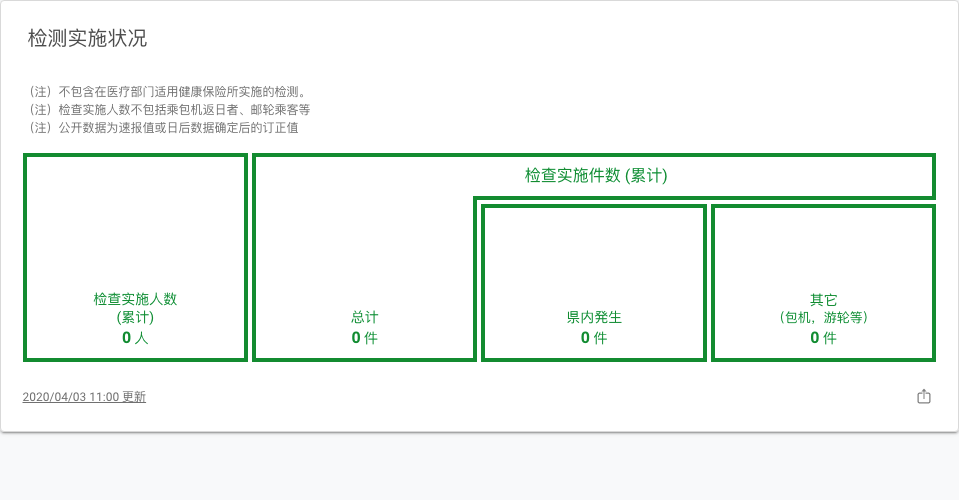 检测实施状况
（注）不包含在医疗部门适用健康保险所实施的检测。
（注）检查实施人数不包括乘包机返日者、邮轮乘客等
（注）公开数据为速报值或日后数据确定后的订正值
检查实施件数 (累计)
检查实施人数
(累计)
0 人
总计
0 件
県内発生
0 件
其它
（包机，游轮等）
0 件
2020/04/03 11:00 更新